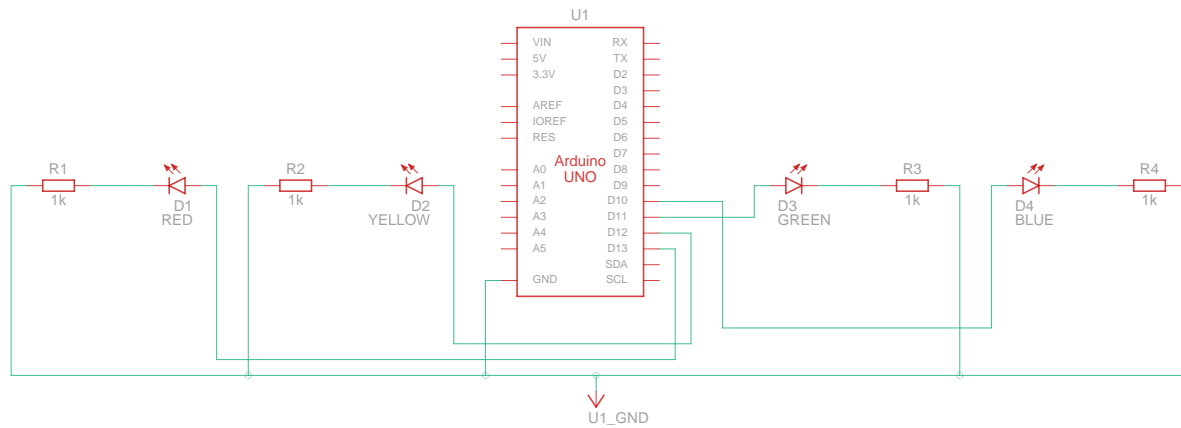 U1
VIN
5V
3.3V
AREF
IOREF
RES
A0
A1
A2
A3
A4
A5
GND
Arduino
UNO
RX
TX
D2
D3
D4
D5
D6
D7
D8
D9
D10
D11
D12
D13
SDA
SCL
R1
1k
D1
RED
R2
1k
D2
YELLOW
D3
GREEN
R3
1k
D4
BLUE
R4
1k
U1_GND